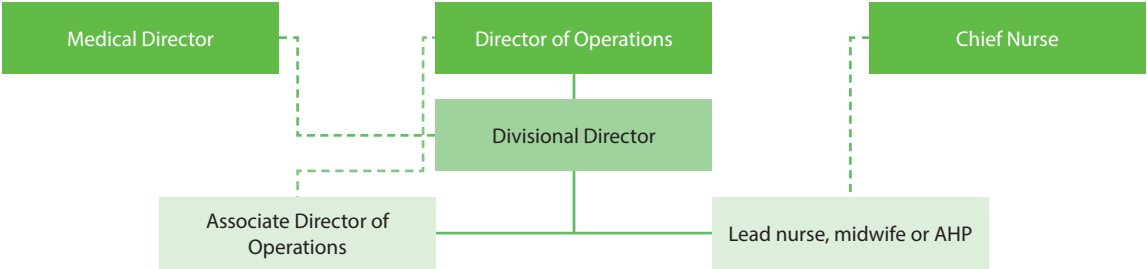 Medical Director
Director of Operations
Chief Nurse
Divisional Director
Associate Director of
Operations
Lead nurse, midwife or AHP